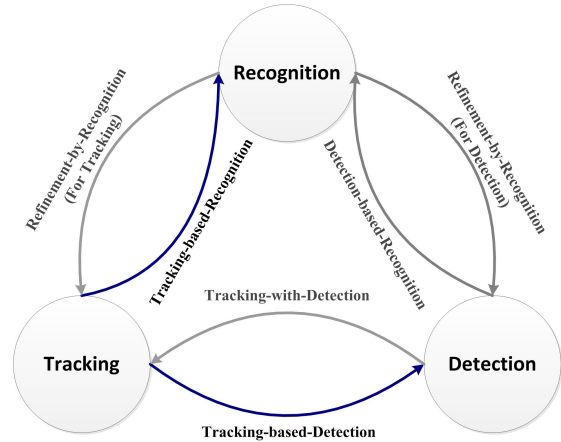 Recognition
Refinement-by-Recognition
(For Tracking)
Tracking-based-Recognition
Detection-based-Recognition
Refinement-by-Recognition
(For Detection)
Tracking-with-Detection
Tracking
Detection
Tracking-based-Detection